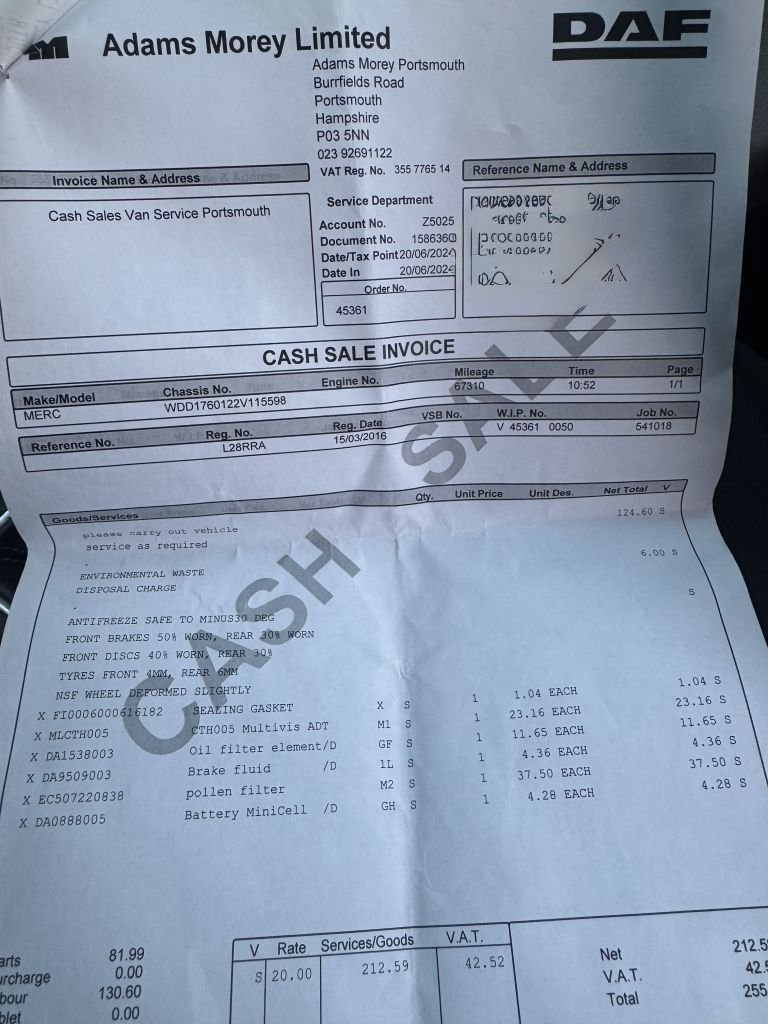 Adams Morey Limited
DAF
Adams Morey Portsmouth
Burrfields Road
Portsmouth
Hampshire
P03 5NN
023 92691122
VAT Reg. No. 355 7765 14
Invoice Name & Address
Reference Name & Address
Cash Sales Van Service Portsmouth
Service Department
Account No. Z5025
Document No.
Date/Tax Point 20/06/2024
Date In 20/06/2024
Order No.
45361
CASH SALE INVOICE
Make/Model Chassis No. Engine No. Mileage Time Page
MERC WDD1760122V115598 67310 10:52 1/1
Reference No. Reg. No. Reg. Date VSB No. W.I.P. No. Job No.
L28RRA 15/03/2016 V 45361 0050 541018
CASH SALE
Goods/Services Qty. Unit Price Unit Des. Net Total V
please carry out vehicle 124.60 S
service as required
.
ENVIRONMENTAL WASTE 6.00 S
DISPOSAL CHARGE
.
S
ANTIFREEZE SAFE TO MINUS30 DEG
FRONT BRAKES 50% WORN, REAR 30% WORN
FRONT DISCS 40% WORN, REAR 30%
TYRES FRONT 4MM, REAR 6MM
NSF WHEEL DEFORMED SLIGHTLY
X FI0006000616182 SEALING GASKET X S 1 1.04 EACH 1.04 S
X MLCTH005 CTH005 Multivis ADT M1 S 1 23.16 EACH 23.16 S
X DA1538003 Oil filter element/D GF S 1 11.65 EACH 11.65 S
X DA9509003 Brake fluid /D 1L S 1 4.36 EACH 4.36 S
X EC507220838 pollen filter M2 S 1 37.50 EACH 37.50 S
X DA0888005 Battery MiniCell /D GH S 1 4.28 EACH 4.28 S
arts 81.99
urcharge 0.00
bour 130.60
blet 0.00
V Rate Services/Goods V.A.T.
S 20.00 212.59 42.52
Net 212.5
V.A.T. 42.5
Total 255